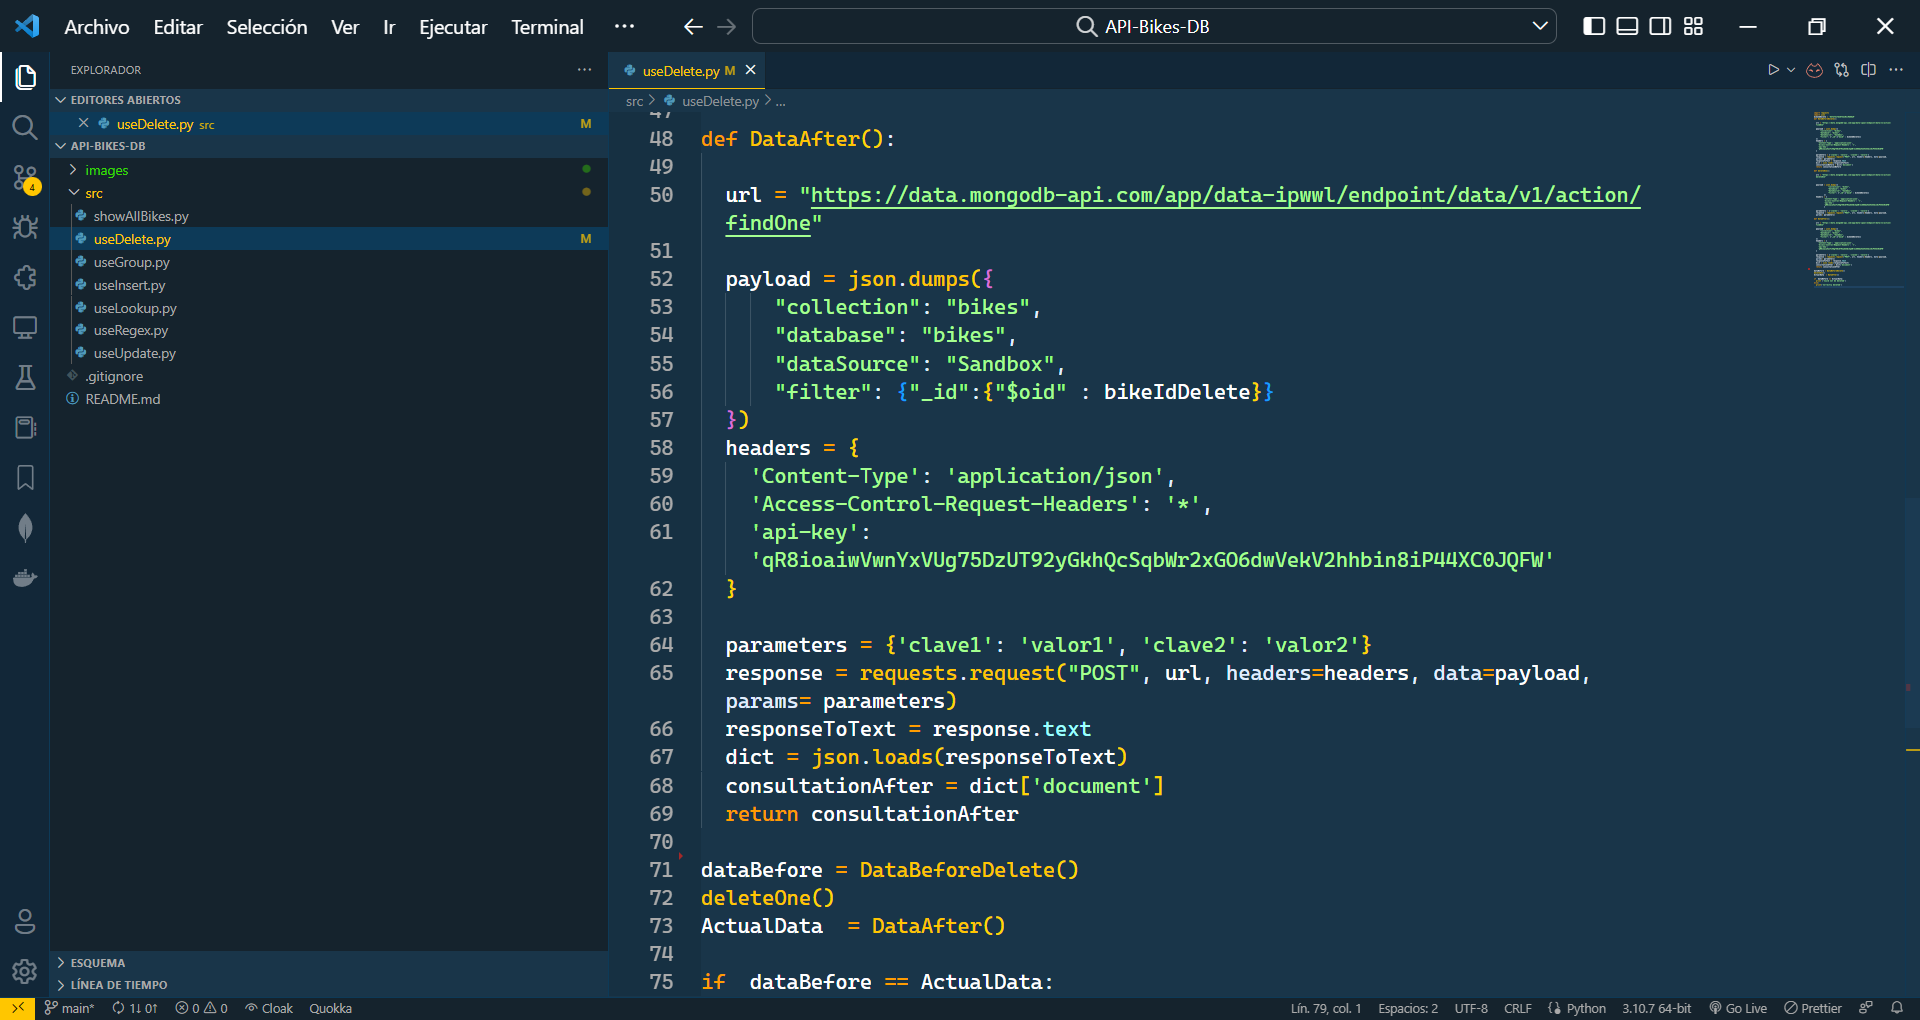 Archivo Editar Selección Ver Ir Ejecutar Terminal ··· API-Bikes-DB
EXPLORADOR ···
EDITORES ABIERTOS
useDelete.py src M
API-BIKES-DB
images
src
showAllBikes.py
useDelete.py M
useGroup.py
useInsert.py
useLookup.py
useRegex.py
useUpdate.py
.gitignore
README.md
ESQUEMA
LÍNEA DE TIEMPO
4
useDelete.py M
src > useDelete.py > ...
47
48 def DataAfter():
49
50 url = "https://data.mongodb-api.com/app/data-ipwwl/endpoint/data/v1/action/
findOne"
51
52 payload = json.dumps({
53 "collection": "bikes",
54 "database": "bikes",
55 "dataSource": "Sandbox",
56 "filter": {"_id":{"$oid" : bikeIdDelete}}
57 })
58 headers = {
59 'Content-Type': 'application/json',
60 'Access-Control-Request-Headers': '*',
61 'api-key':
'qR8ioaiwVwnYxVUg75DzUT92yGkhQcSqbWr2xGO6dwVekV2hhbin8iP44XC0JQFW'
62 }
63
64 parameters = {'clave1': 'valor1', 'clave2': 'valor2'}
65 response = requests.request("POST", url, headers=headers, data=payload,
params= parameters)
66 responseToText = response.text
67 dict = json.loads(responseToText)
68 consultationAfter = dict['document']
69 return consultationAfter
70
71 dataBefore = DataBeforeDelete()
72 deleteOne()
73 ActualData  = DataAfter()
74
75 if  dataBefore == ActualData:
main* 1↓ 0↑ 0 0 Cloak Quokka Lín. 79, col. 1 Espacios: 2 UTF-8 CRLF Python 3.10.7 64-bit Go Live Prettier